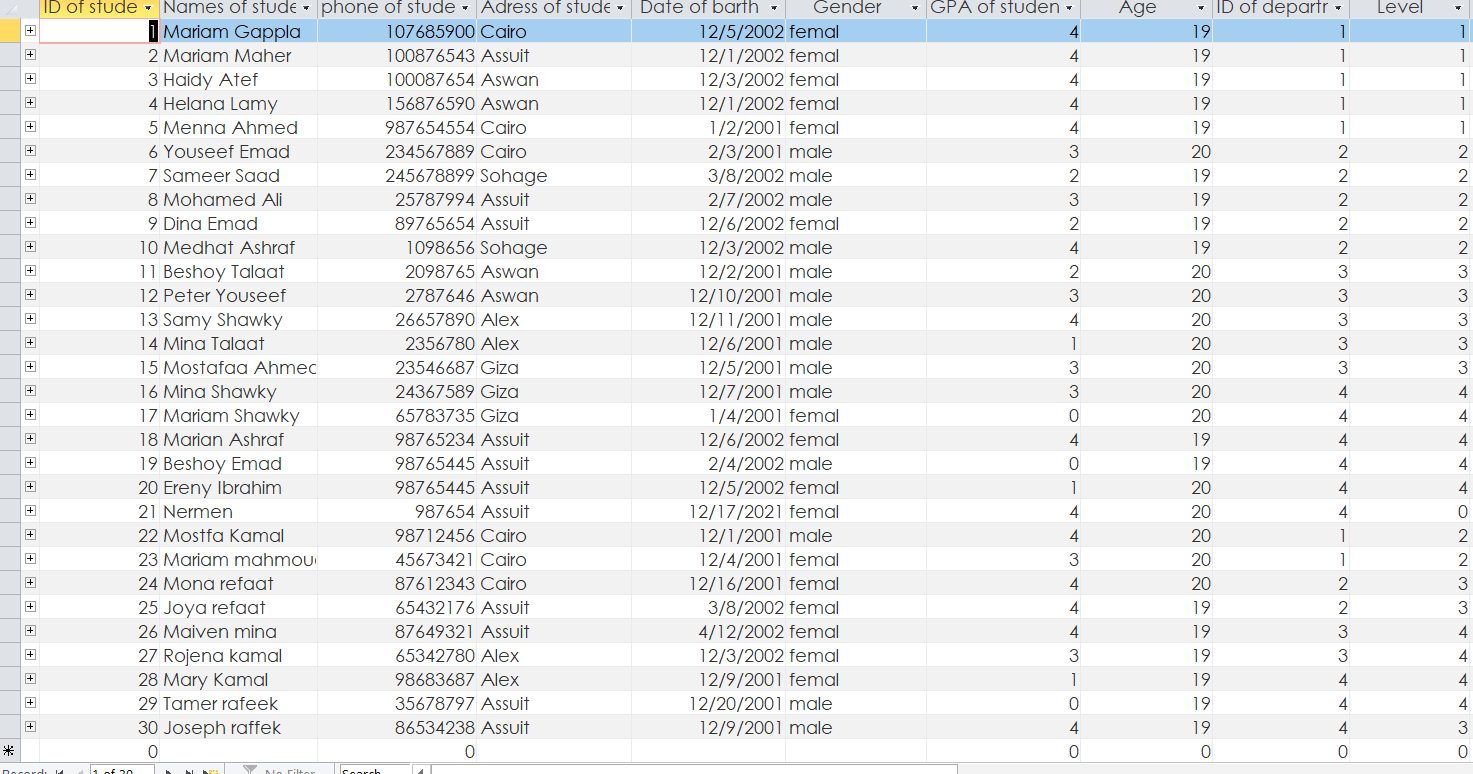 ID of stude Names of stude phone of stude Adress of stude Date of barth Gender GPA of studen Age ID of departr Level
1 Mariam Gappla 107685900 Cairo 12/5/2002 femal 4 19 1 1
2 Mariam Maher 100876543 Assuit 12/1/2002 femal 4 19 1 1
3 Haidy Atef 100087654 Aswan 12/3/2002 femal 4 19 1 1
4 Helana Lamy 156876590 Aswan 12/1/2002 femal 4 19 1 1
5 Menna Ahmed 987654554 Cairo 1/2/2001 femal 4 19 1 1
6 Youseef Emad 234567889 Cairo 2/3/2001 male 3 20 2 2
7 Sameer Saad 245678899 Sohage 3/8/2002 male 2 19 2 2
8 Mohamed Ali 25787994 Assuit 2/7/2002 male 3 19 2 2
9 Dina Emad 89765654 Assuit 12/6/2002 femal 2 19 2 2
10 Medhat Ashraf 1098656 Sohage 12/3/2002 male 4 19 2 2
11 Beshoy Talaat 2098765 Aswan 12/2/2001 male 2 20 3 3
12 Peter Youseef 2787646 Aswan 12/10/2001 male 3 20 3 3
13 Samy Shawky 26657890 Alex 12/11/2001 male 4 20 3 3
14 Mina Talaat 2356780 Alex 12/6/2001 male 1 20 3 3
15 Mostafaa Ahmec 23546687 Giza 12/5/2001 male 3 20 3 3
16 Mina Shawky 24367589 Giza 12/7/2001 male 3 20 4 4
17 Mariam Shawky 65783735 Giza 1/4/2001 femal 0 20 4 4
18 Marian Ashraf 98765234 Assuit 12/6/2002 femal 4 19 4 4
19 Beshoy Emad 98765445 Assuit 2/4/2002 male 0 19 4 4
20 Ereny Ibrahim 98765445 Assuit 12/5/2002 femal 1 20 4 4
21 Nermen 987654 Assuit 12/17/2021 femal 4 20 4 0
22 Mostfa Kamal 98712456 Cairo 12/1/2001 male 4 20 1 2
23 Mariam mahmou 45673421 Cairo 12/4/2001 femal 3 20 1 2
24 Mona refaat 87612343 Cairo 12/16/2001 femal 4 20 2 3
25 Joya refaat 65432176 Assuit 3/8/2002 femal 4 19 2 3
26 Maiven mina 87649321 Assuit 4/12/2002 femal 4 19 3 4
27 Rojena kamal 65342780 Alex 12/3/2002 femal 3 19 3 4
28 Mary Kamal 98683687 Alex 12/9/2001 femal 1 19 4 4
29 Tamer rafeek 35678797 Assuit 12/20/2001 male 0 19 4 4
30 Joseph raffek 86534238 Assuit 12/9/2001 male 4 19 4 3
0 0 0 0 0 0
Record: 1 of 30 No Filter Search